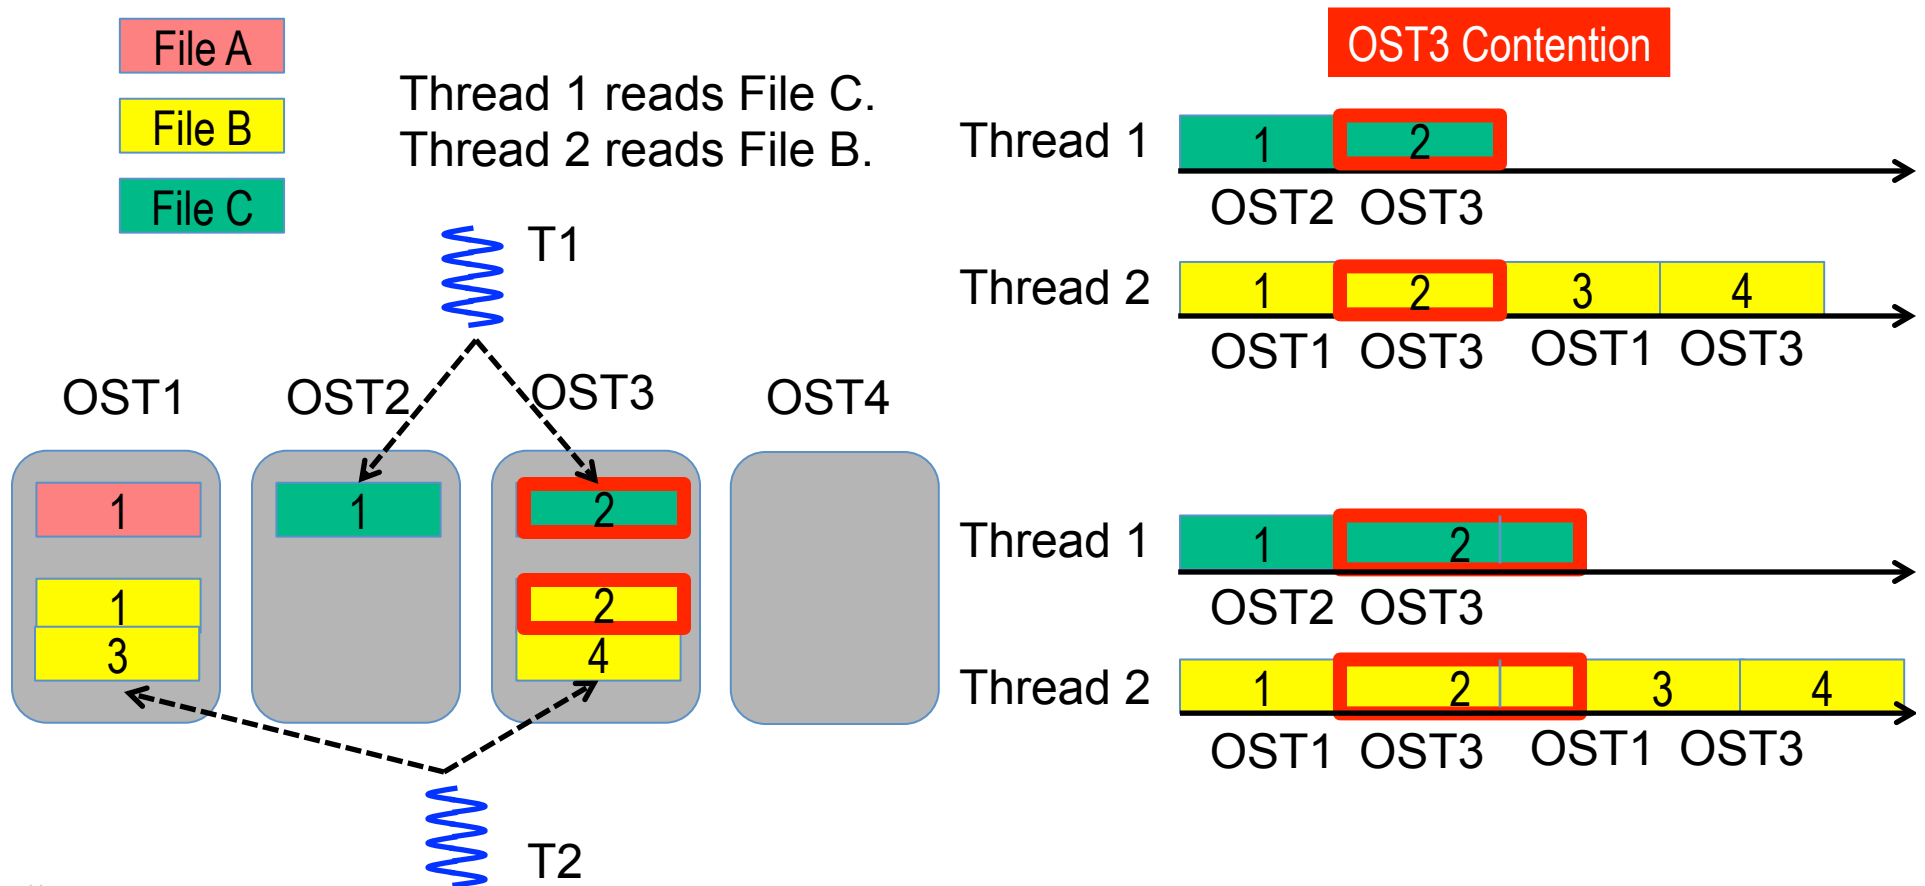 File A
File B
File C
Thread 1 reads File C.
Thread 2 reads File B.
T1
OST1 OST2 OST3 OST4
1 1 2
1 2
3 4
T2
OST3 Contention
Thread 1 1 2
OST2 OST3
Thread 2 1 2 3 4
OST1 OST3 OST1 OST3
Thread 1 1 2
OST2 OST3
Thread 2 1 2 3 4
OST1 OST3 OST1 OST3